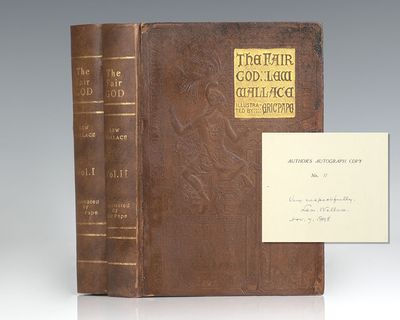 The
Fair
GOD
LEW
WALLACE
Vol. I
Illustrated
by
Eric Pape
The
Fair
GOD
LEW
WALLACE
Vol. II
Illustrated
by
Eric Pape
THE FAIR
GOD :: LEW
WALLACE
ILLUSTRA
TED BY ERIC PAPE
AUTHOR'S AUTOGRAPH COPY
No. 11
Very respectfully,
Lew. Wallace.
Nov. 7, 1898